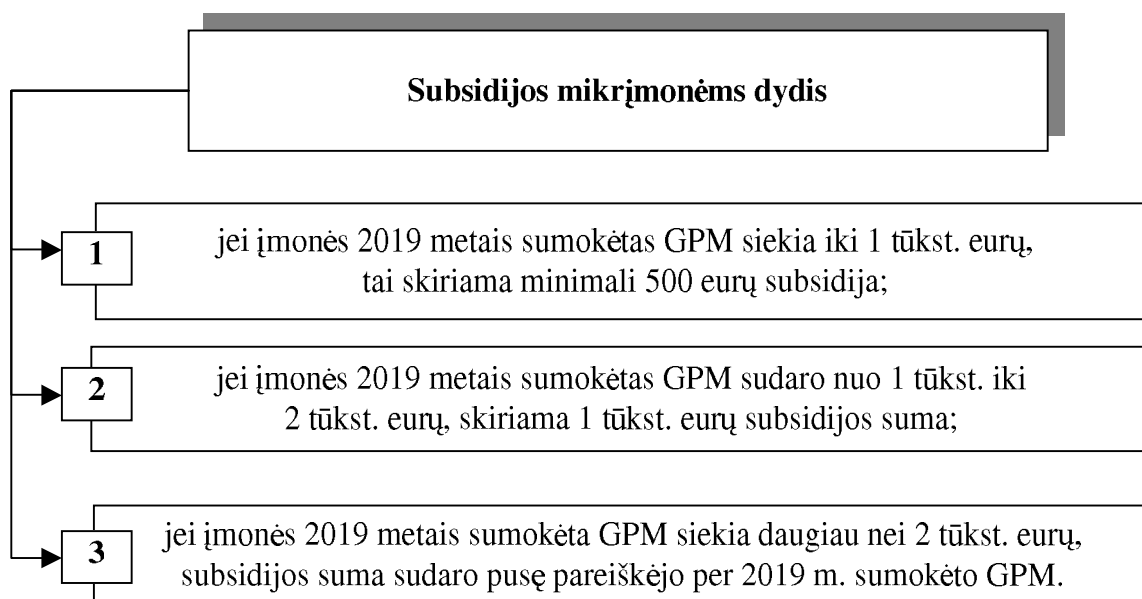 Subsidijos mikrįmonėms dydis
1
jei įmonės 2019 metais sumokėtas GPM siekia iki 1 tūkst. eurų,
tai skiriama minimali 500 eurų subsidija;
2
jei įmonės 2019 metais sumokėtas GPM sudaro nuo 1 tūkst. iki
2 tūkst. eurų, skiriama 1 tūkst. eurų subsidijos suma;
3
jei įmonės 2019 metais sumokėta GPM siekia daugiau nei 2 tūkst. eurų,
subsidijos suma sudaro pusę pareiškėjo per 2019 m. sumokėto GPM.